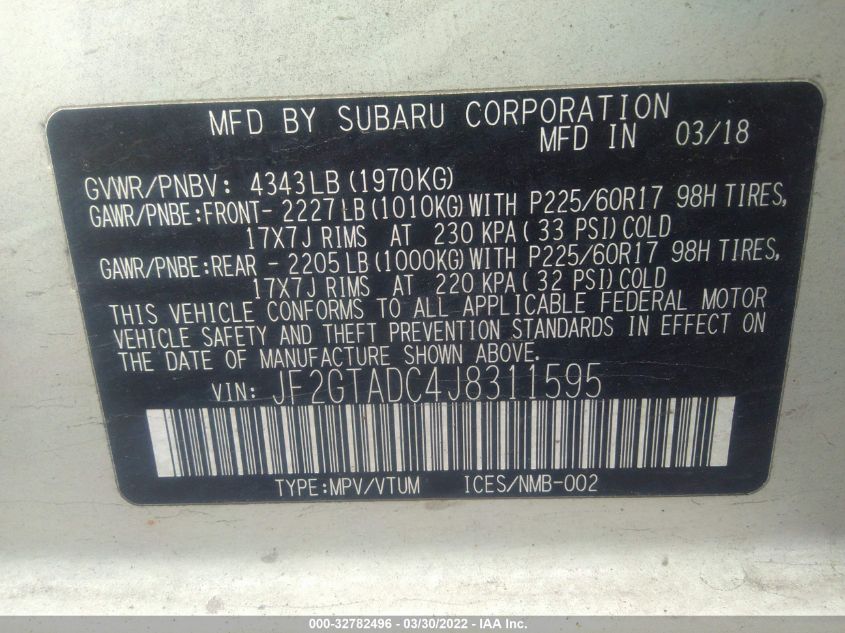 MFD BY SUBARU CORPORATION
MFD IN 03/18
GVWR/PNBV: 4343LB (1970KG)
GAWR/PNBE:FRONT- 2227LB (1010KG) WITH P225/60R17 98H TIRES,
17X7J RIMS AT 230 KPA ( 33 PSI) COLD
GAWR/PNBE:REAR - 2205LB (1000KG) WITH P225/60R17 98H TIRES,
17X7J RIMS AT 220 KPA ( 32 PSI) COLD
THIS VEHICLE CONFORMS TO ALL APPLICABLE FEDERAL MOTOR
VEHICLE SAFETY AND THEFT PREVENTION STANDARDS IN EFFECT ON
THE DATE OF MANUFACTURE SHOWN ABOVE.
VIN: JF2GTADC4J8311595
TYPE:MPV/VTUM ICES/NMB-002
000-32782496 - 03/30/2022 - IAA Inc.